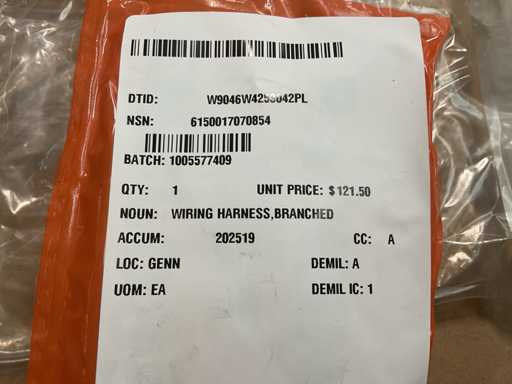 DTID: W9046W4259042PL
NSN: 6150017070854
BATCH: 1005577409
QTY: 1 UNIT PRICE: $121.50
NOUN: WIRING HARNESS,BRANCHED
ACCUM: 202519 CC: A
LOC: GENN DEMIL: A
UOM: EA DEMIL IC: 1